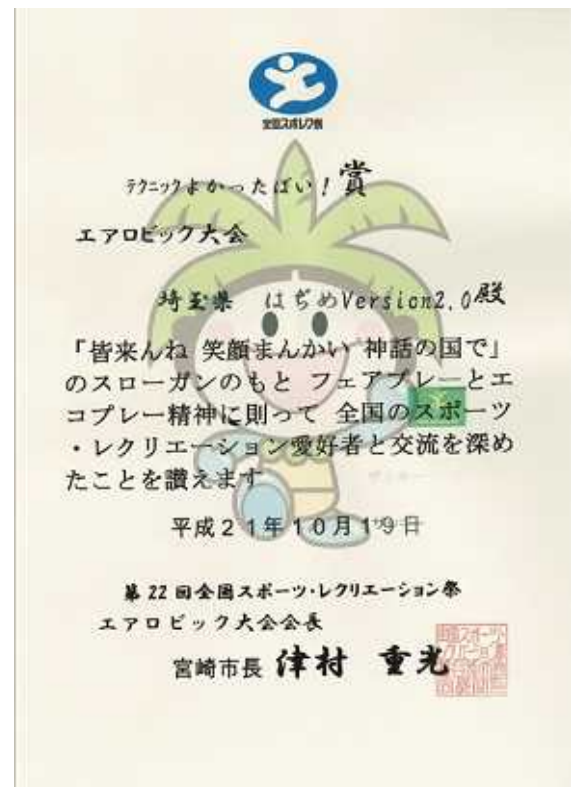 全国スポレク祭
テクニックよかったばい！賞
エアロビック大会
埼玉県 はぢめVersion2.0殿
「皆来んね 笑顔まんかい 神話の国で」
のスローガンのもと フェアプレーとエ
コプレー精神に則って 全国のスポーツ
・レクリエーション愛好者と交流を深め
たことを讃えます
平成21年10月19日
第22回全国スポーツ・レクリエーション祭
エアロビック大会会長
宮崎市長 津村 重光